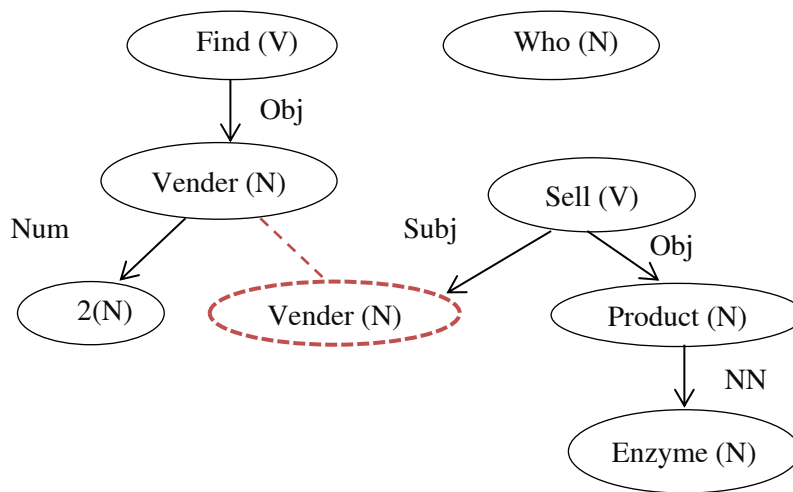 Find (V)
Who (N)
Obj
Vender (N)
Sell (V)
Num
Subj
Obj
2(N)
Vender (N)
Product (N)
NN
Enzyme (N)